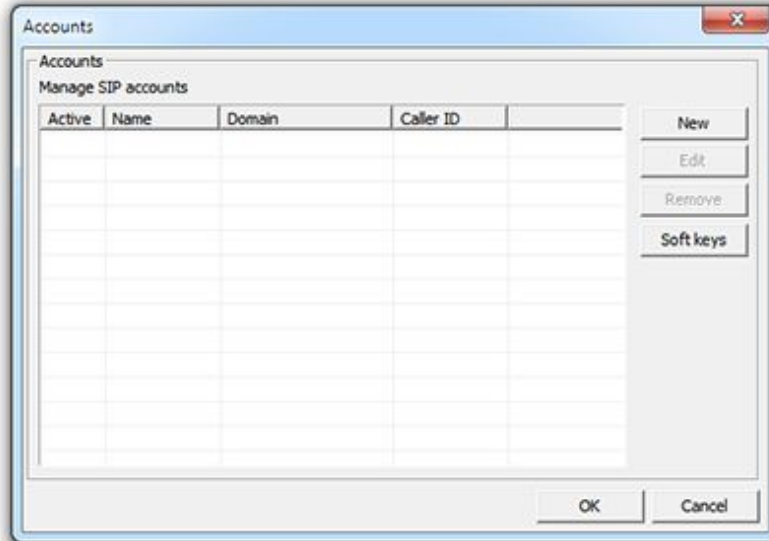 Accounts
Accounts
Manage SIP accounts
Active Name Domain Caller ID
New
Edit
Remove
Soft keys
OK Cancel